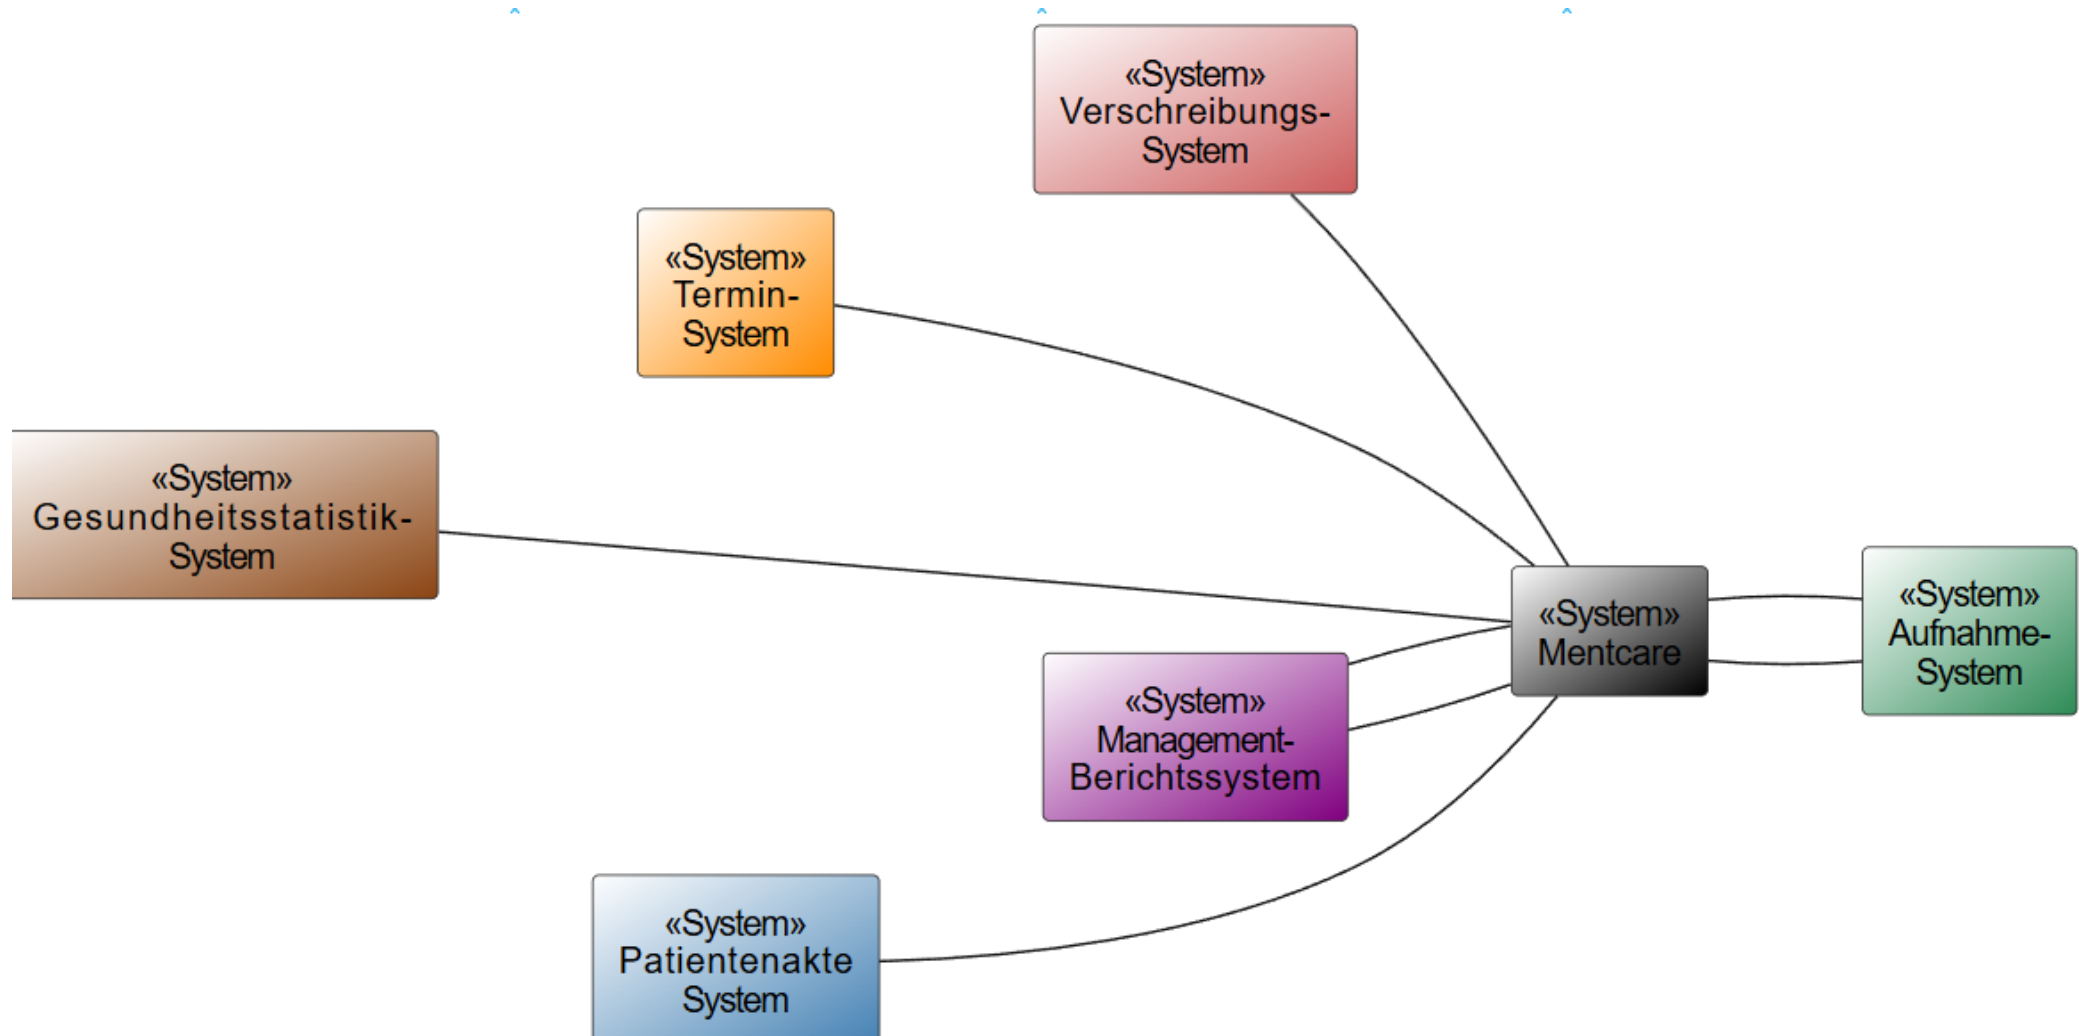 «System»
Verschreibungs-
System
«System»
Termin-
System
«System»
Gesundheitsstatistik-
System
«System»
Mentcare
«System»
Aufnahme-
System
«System»
Management-
Berichtssystem
«System»
Patientenakte
System